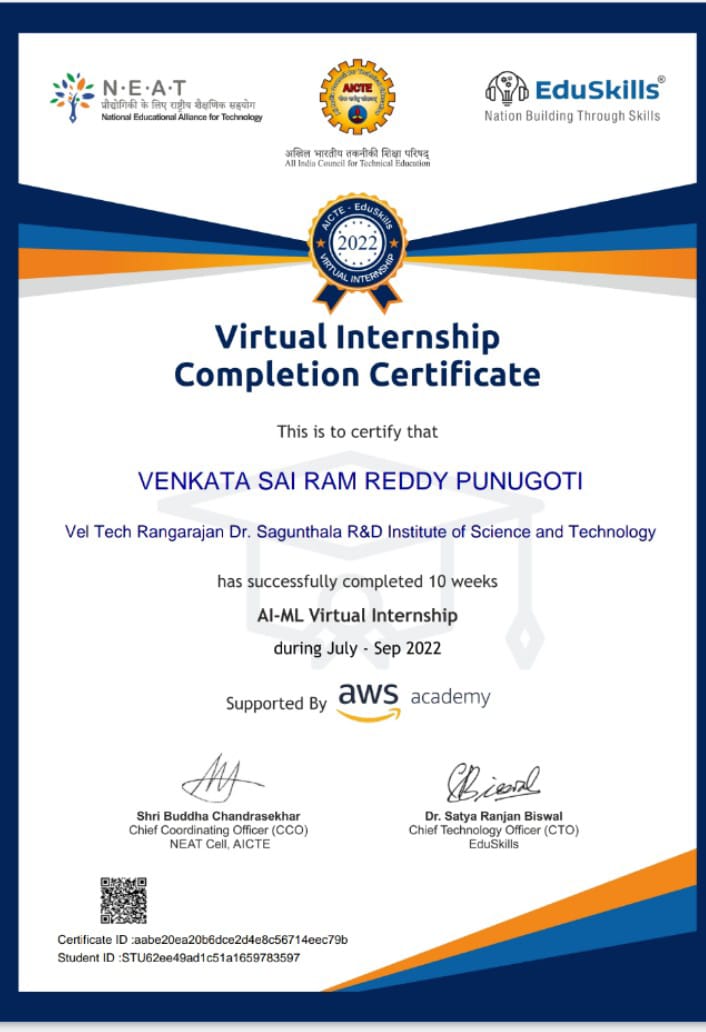 N·E·A·T
प्रौद्योगिकी के लिए राष्ट्रीय शैक्षणिक सहयोग
National Educational Alliance for Technology
AICTE
अखिल भारतीय तकनीकी शिक्षा परिषद्
All India Council for Technical Education
EduSkills®
Nation Building Through Skills
AICTE - EduSkills
2022
VIRTUAL INTERNSHIP
Virtual Internship
Completion Certificate
This is to certify that
VENKATA SAI RAM REDDY PUNUGOTI
Vel Tech Rangarajan Dr. Sagunthala R&D Institute of Science and Technology
has successfully completed 10 weeks
AI-ML Virtual Internship
during July - Sep 2022
Supported By aws academy
Shri Buddha Chandrasekhar
Chief Coordinating Officer (CCO)
NEAT Cell, AICTE
Dr. Satya Ranjan Biswal
Chief Technology Officer (CTO)
EduSkills
Certificate ID :aabe20ea20b6dce2d4e8c56714eec79b
Student ID :STU62ee49ad1c51a1659783597